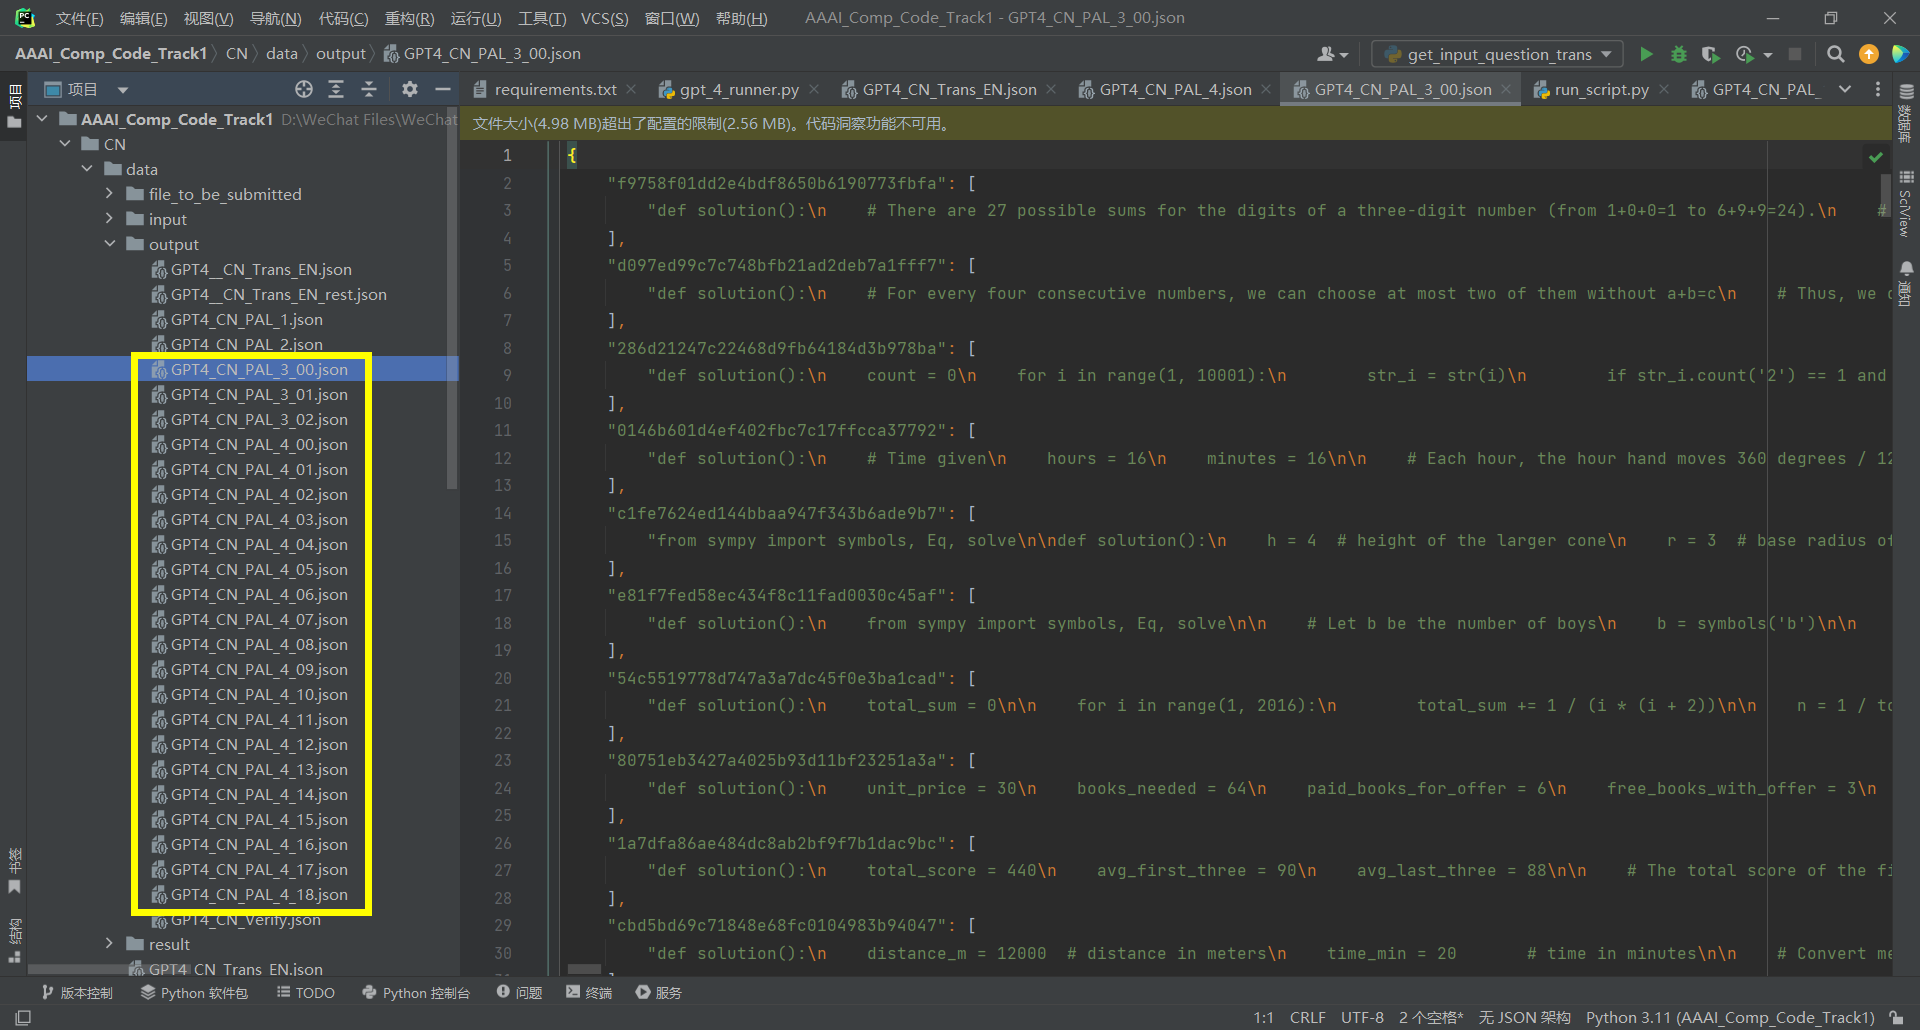 文件(F) 编辑(E) 视图(V) 导航(N) 代码(C) 重构(R) 运行(U) 工具(T) VCS(S) 窗口(W) 帮助(H) AAAI_Comp_Code_Track1 - GPT4_CN_PAL_3_00.json
AAAI_Comp_Code_Track1 CN data output GPT4_CN_PAL_3_00.json get_input_question_trans
项目 requirements.txt gpt_4_runner.py GPT4_CN_Trans_EN.json GPT4_CN_PAL_4.json GPT4_CN_PAL_3_00.json run_script.py GPT4_CN_PAL_
项目
AAAI_Comp_Code_Track1 D:\WeChat Files\WeChat
CN
data
file_to_be_submitted
input
output
GPT4__CN_Trans_EN.json
GPT4__CN_Trans_EN_rest.json
GPT4_CN_PAL_1.json
GPT4_CN_PAL_2.json
GPT4_CN_PAL_3_00.json
GPT4_CN_PAL_3_01.json
GPT4_CN_PAL_3_02.json
GPT4_CN_PAL_4_00.json
GPT4_CN_PAL_4_01.json
GPT4_CN_PAL_4_02.json
GPT4_CN_PAL_4_03.json
GPT4_CN_PAL_4_04.json
GPT4_CN_PAL_4_05.json
GPT4_CN_PAL_4_06.json
GPT4_CN_PAL_4_07.json
GPT4_CN_PAL_4_08.json
GPT4_CN_PAL_4_09.json
GPT4_CN_PAL_4_10.json
GPT4_CN_PAL_4_11.json
GPT4_CN_PAL_4_12.json
GPT4_CN_PAL_4_13.json
GPT4_CN_PAL_4_14.json
GPT4_CN_PAL_4_15.json
GPT4_CN_PAL_4_16.json
GPT4_CN_PAL_4_17.json
GPT4_CN_PAL_4_18.json
GPT4_CN_Verify.json
result
GPT4_CN_Trans_EN.json
书签
结构
文件大小(4.98 MB)超出了配置的限制(2.56 MB)。代码洞察功能不可用。
1 {
2 "f9758f01dd2e4bdf8650b6190773fbfa": [
3 "def solution():\n    # There are 27 possible sums for the digits of a three-digit number (from 1+0+0=1 to 6+9+9=24).\n    #
4 ],
5 "d097ed99c7c748bfb21ad2deb7a1fff7": [
6 "def solution():\n    # For every four consecutive numbers, we can choose at most two of them without a+b=c\n    # Thus, we
7 ],
8 "286d21247c22468d9fb64184d3b978ba": [
9 "def solution():\n    count = 0\n    for i in range(1, 10001):\n        str_i = str(i)\n        if str_i.count('2') == 1 and
10 ],
11 "0146b601d4ef402fbc7c17ffcca37792": [
12 "def solution():\n    # Time given\n    hours = 16\n    minutes = 16\n\n    # Each hour, the hour hand moves 360 degrees / 12
13 ],
14 "c1fe7624ed144bbaa947f343b6ade9b7": [
15 "from sympy import symbols, Eq, solve\n\ndef solution():\n    h = 4  # height of the larger cone\n    r = 3  # base radius of
16 ],
17 "e81f7fed58ec434f8c11fad0030c45af": [
18 "def solution():\n    from sympy import symbols, Eq, solve\n\n    # Let b be the number of boys\n    b = symbols('b')\n\n
19 ],
20 "54c5519778d747a3a7dc45f0e3ba1cad": [
21 "def solution():\n    total_sum = 0\n\n    for i in range(1, 2016):\n        total_sum += 1 / (i * (i + 2))\n\n    n = 1 / to
22 ],
23 "80751eb3427a4025b93d11bf23251a3a": [
24 "def solution():\n    unit_price = 30\n    books_needed = 64\n    paid_books_for_offer = 6\n    free_books_with_offer = 3\n
25 ],
26 "1a7dfa86ae484dc8ab2bf9f7b1dac9bc": [
27 "def solution():\n    total_score = 440\n    avg_first_three = 90\n    avg_last_three = 88\n\n    # The total score of the fi
28 ],
29 "cbd5bd69c71848e68fc0104983b94047": [
30 "def solution():\n    distance_m = 12000  # distance in meters\n    time_min = 20       # time in minutes\n\n    # Convert me
数据库
SciView
通知
版本控制 Python 软件包 TODO Python 控制台 问题 终端 服务
1:1 CRLF UTF-8 2 个空格* 无 JSON 架构 Python 3.11 (AAAI_Comp_Code_Track1)